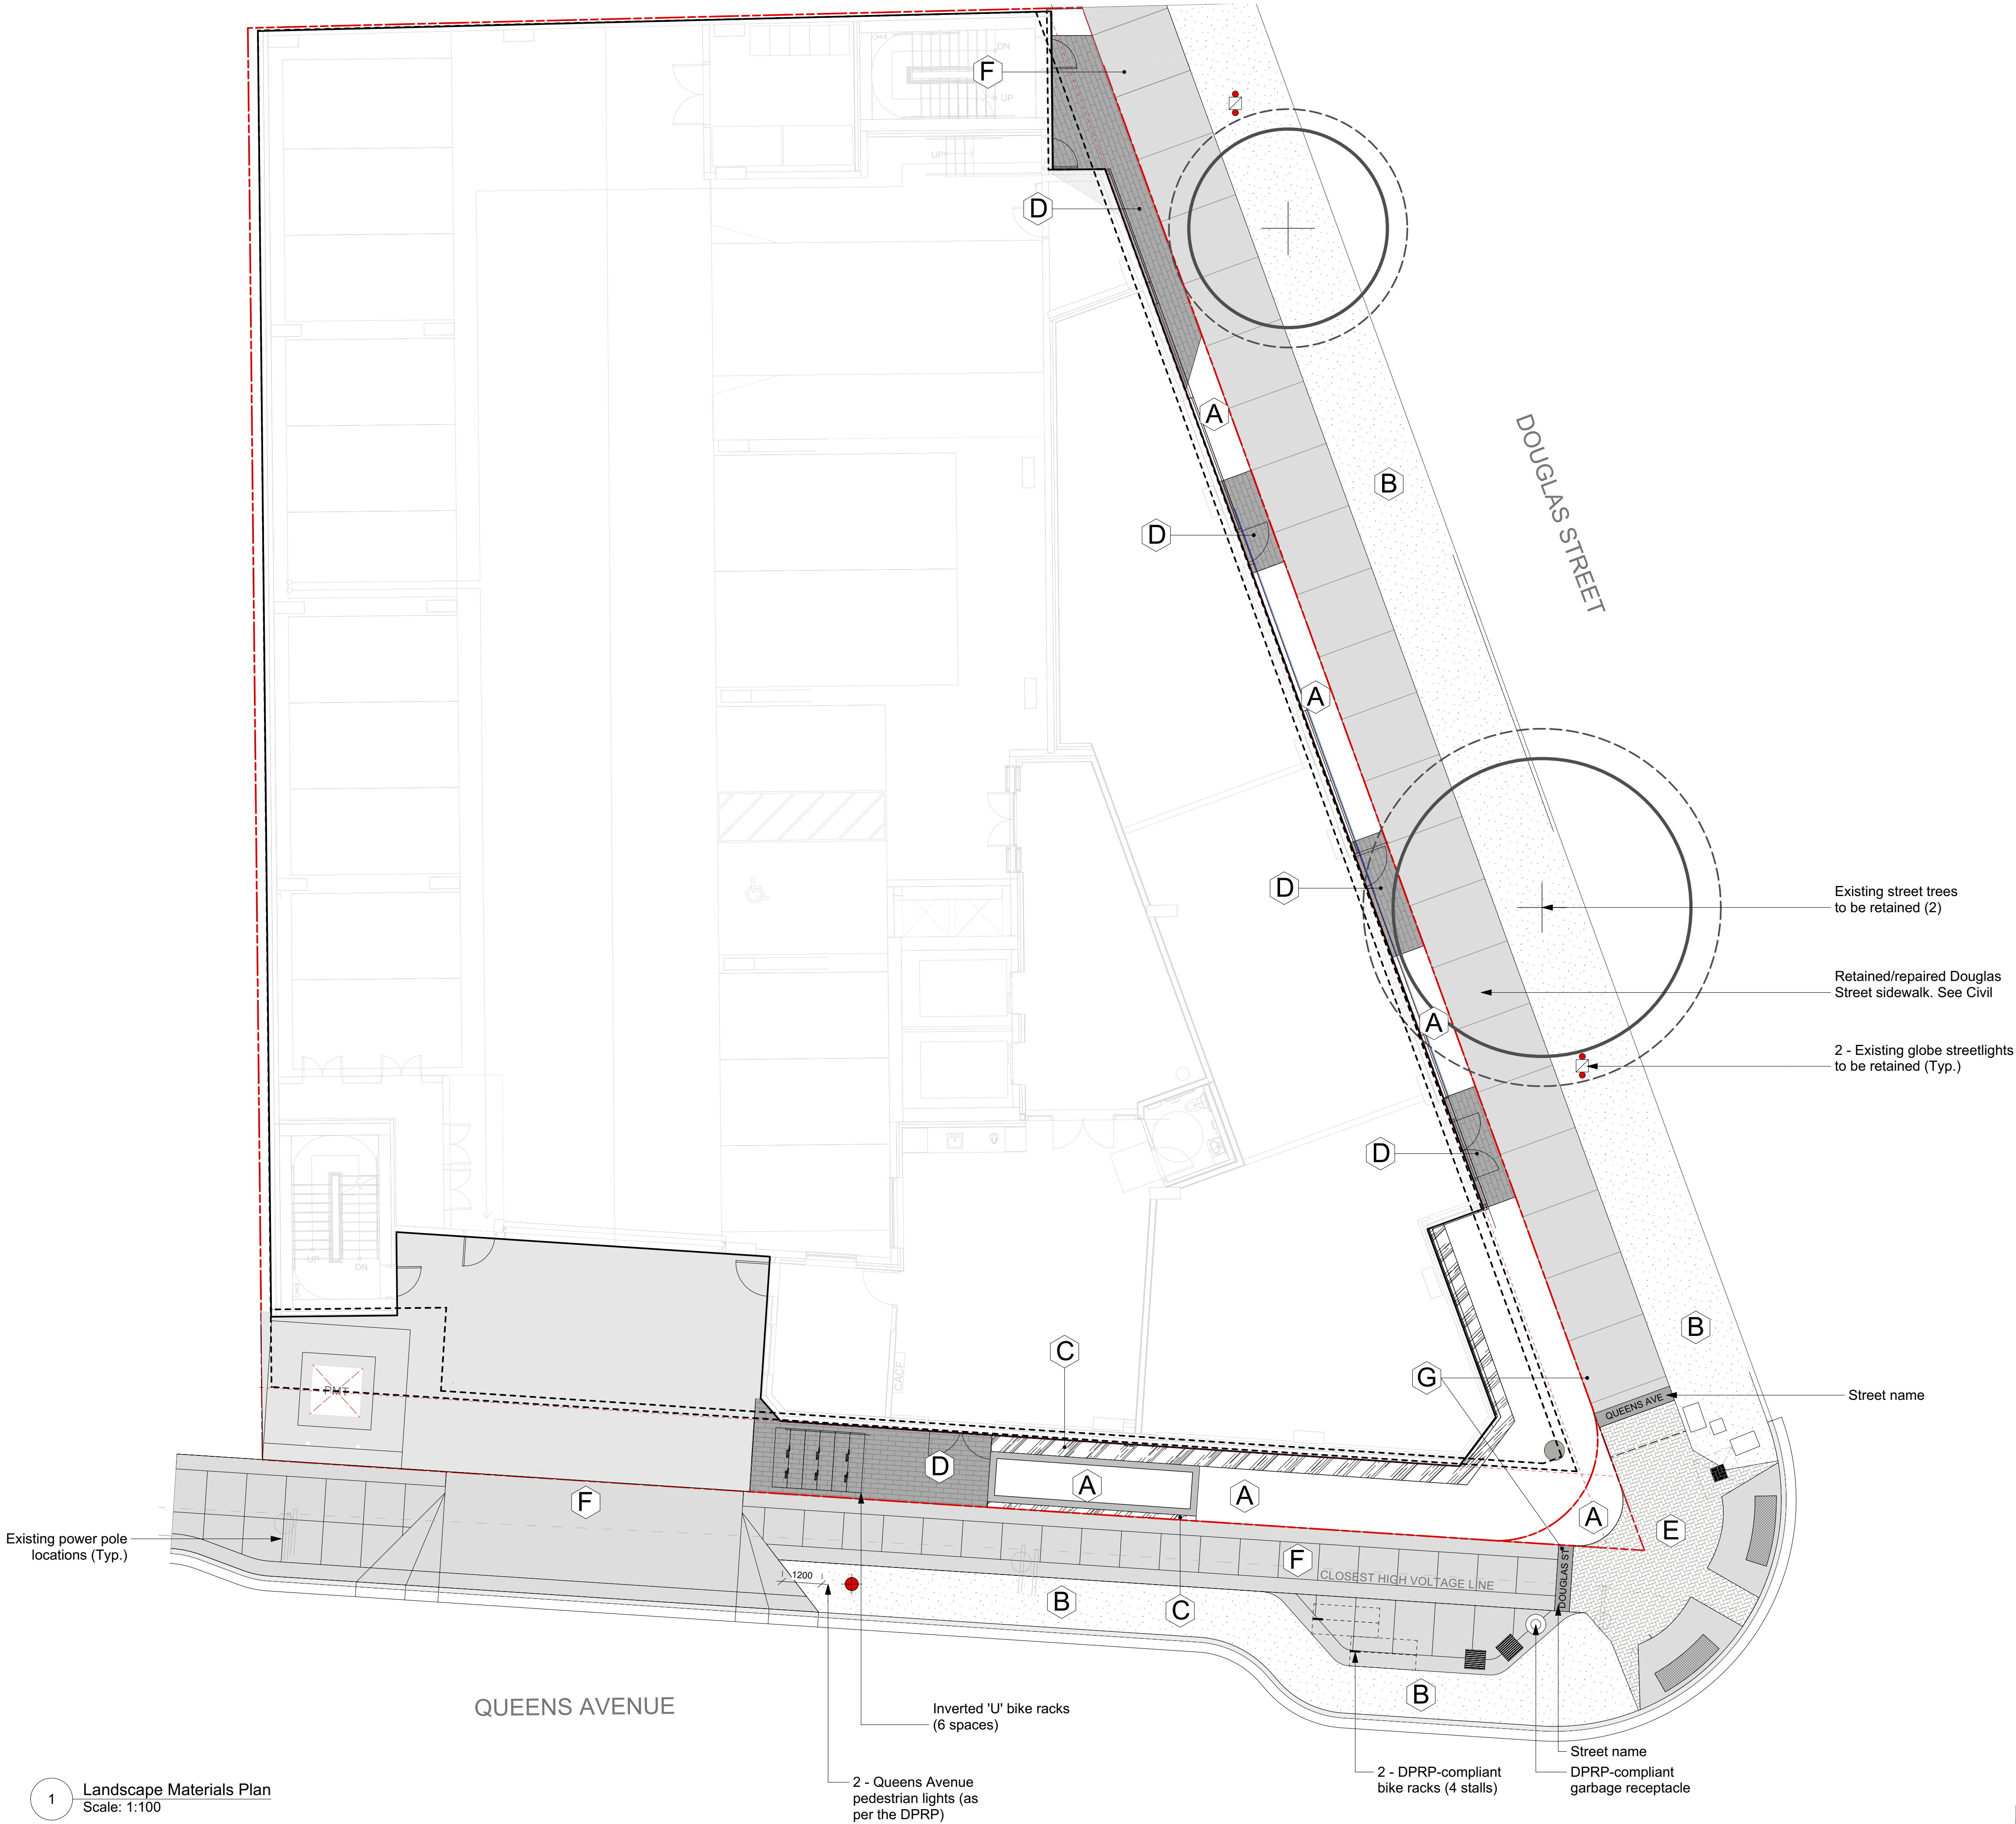 DN
F
UP
UP
D
A
DOUGLAS STREET
B
D
A
D
Existing street trees
to be retained (2)
Retained/repaired Douglas
Street sidewalk. See Civil
A
2 - Existing globe streetlights
to be retained (Typ.)
D
UP
DN
B
C
G
CACF
PMT
QUEENS AVE
Street name
D
A
A
F
A
E
Existing power pole
locations (Typ.)
F
CLOSEST HIGH VOLTAGE LINE
DOUGLAS ST
1200
B
C
B
QUEENS AVENUE
Inverted 'U' bike racks
(6 spaces)
Street name
2 - DPRP-compliant
bike racks (4 stalls)
DPRP-compliant
garbage receptacle
2 - Queens Avenue
pedestrian lights (as
per the DPRP)
1
Landscape Materials Plan
Scale: 1:100